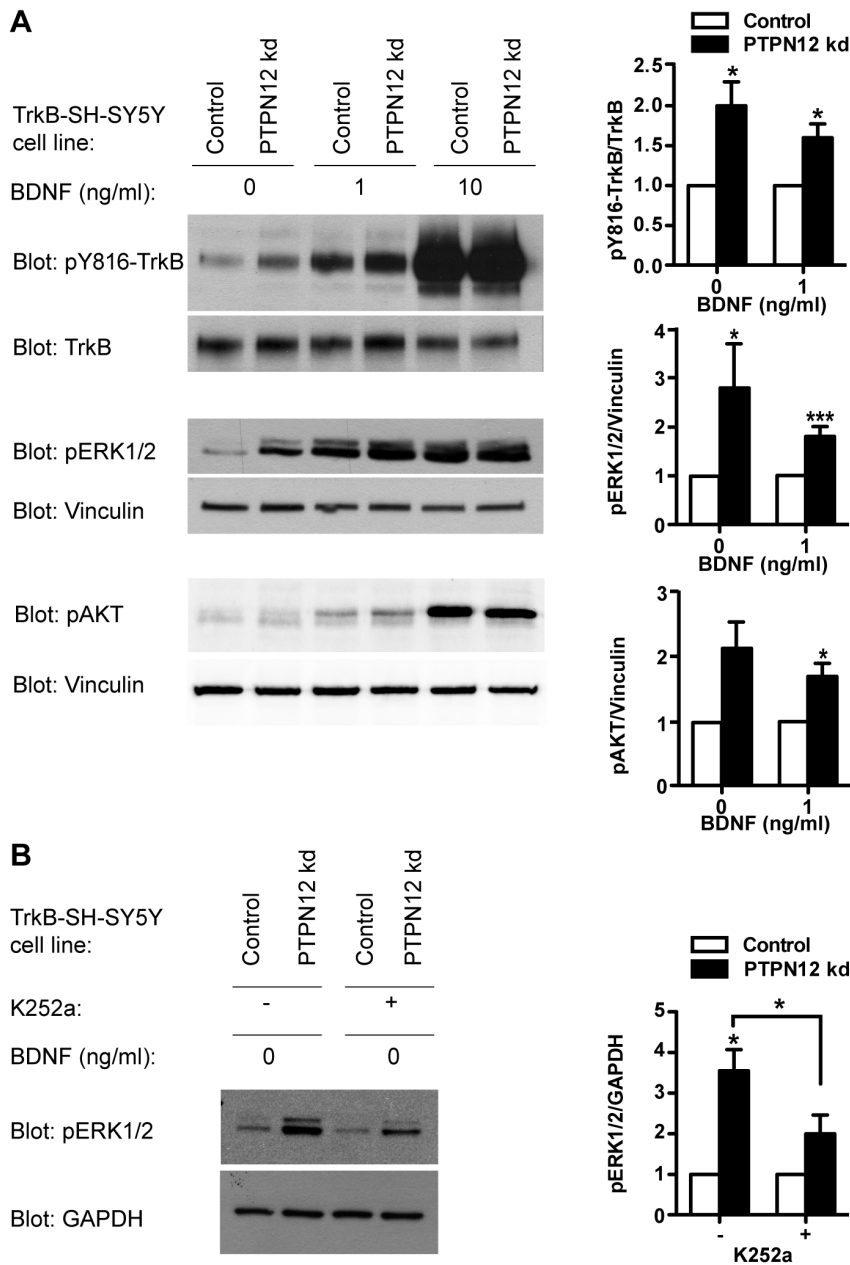 A
Control
PTPN12 kd
Control
PTPN12 kd
Control
PTPN12 kd
TrkB-SH-SY5Y
cell line:
BDNF (ng/ml):
0
1
10
Blot: pY816-TrkB
Blot: TrkB
Blot: pERK1/2
Blot: Vinculin
Blot: pAKT
Blot: Vinculin
Control
PTPN12 kd
pY816-TrkB/TrkB
2.5
2.0
1.5
1.0
0.5
0.0
*
*
0
1
BDNF (ng/ml)
pERK1/2/Vinculin
4
3
2
1
0
*
***
0
1
BDNF (ng/ml)
pAKT/Vinculin
3
2
1
0
*
0
1
BDNF (ng/ml)
B
Control
PTPN12 kd
Control
PTPN12 kd
TrkB-SH-SY5Y
cell line:
K252a:
-
+
BDNF (ng/ml):
0
0
Blot: pERK1/2
Blot: GAPDH
Control
PTPN12 kd
pERK1/2/GAPDH
5
4
3
2
1
0
*
*
-
+
K252a